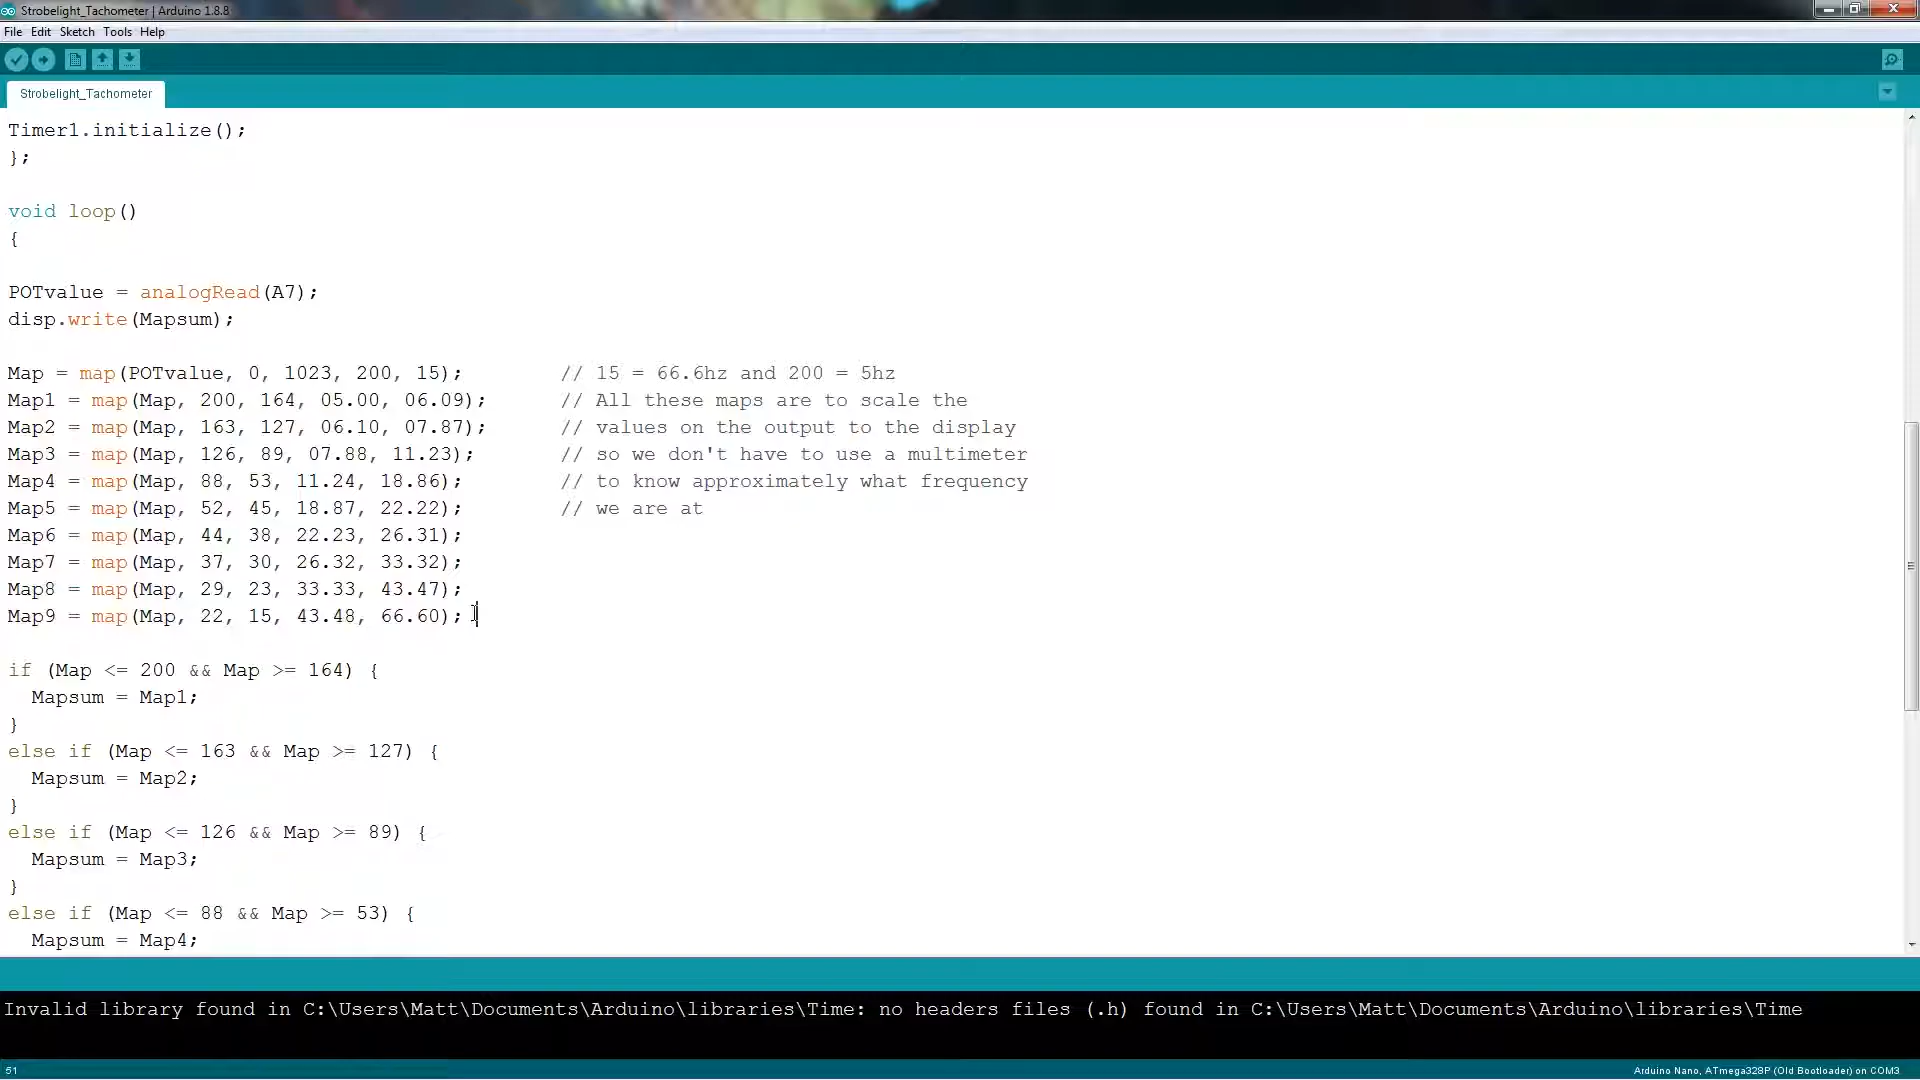 Strobelight_Tachometer | Arduino 1.8.8
File Edit Sketch Tools Help
Strobelight_Tachometer
Timer1.initialize();
};
void loop()
{
POTvalue = analogRead(A7);
disp.write(Mapsum);
Map = map(POTvalue, 0, 1023, 200, 15); // 15 = 66.6hz and 200 = 5hz
Map1 = map(Map, 200, 164, 05.00, 06.09); // All these maps are to scale the
Map2 = map(Map, 163, 127, 06.10, 07.87); // values on the output to the display
Map3 = map(Map, 126, 89, 07.88, 11.23); // so we don't have to use a multimeter
Map4 = map(Map, 88, 53, 11.24, 18.86); // to know approximately what frequency
Map5 = map(Map, 52, 45, 18.87, 22.22); // we are at
Map6 = map(Map, 44, 38, 22.23, 26.31);
Map7 = map(Map, 37, 30, 26.32, 33.32);
Map8 = map(Map, 29, 23, 33.33, 43.47);
Map9 = map(Map, 22, 15, 43.48, 66.60);
if (Map <= 200 && Map >= 164) {
Mapsum = Map1;
}
else if (Map <= 163 && Map >= 127) {
Mapsum = Map2;
}
else if (Map <= 126 && Map >= 89) {
Mapsum = Map3;
}
else if (Map <= 88 && Map >= 53) {
Mapsum = Map4;
Invalid library found in C:\Users\Matt\Documents\Arduino\libraries\Time: no headers files (.h) found in C:\Users\Matt\Documents\Arduino\libraries\Time
51 Arduino Nano, ATmega328P (Old Bootloader) on COM3